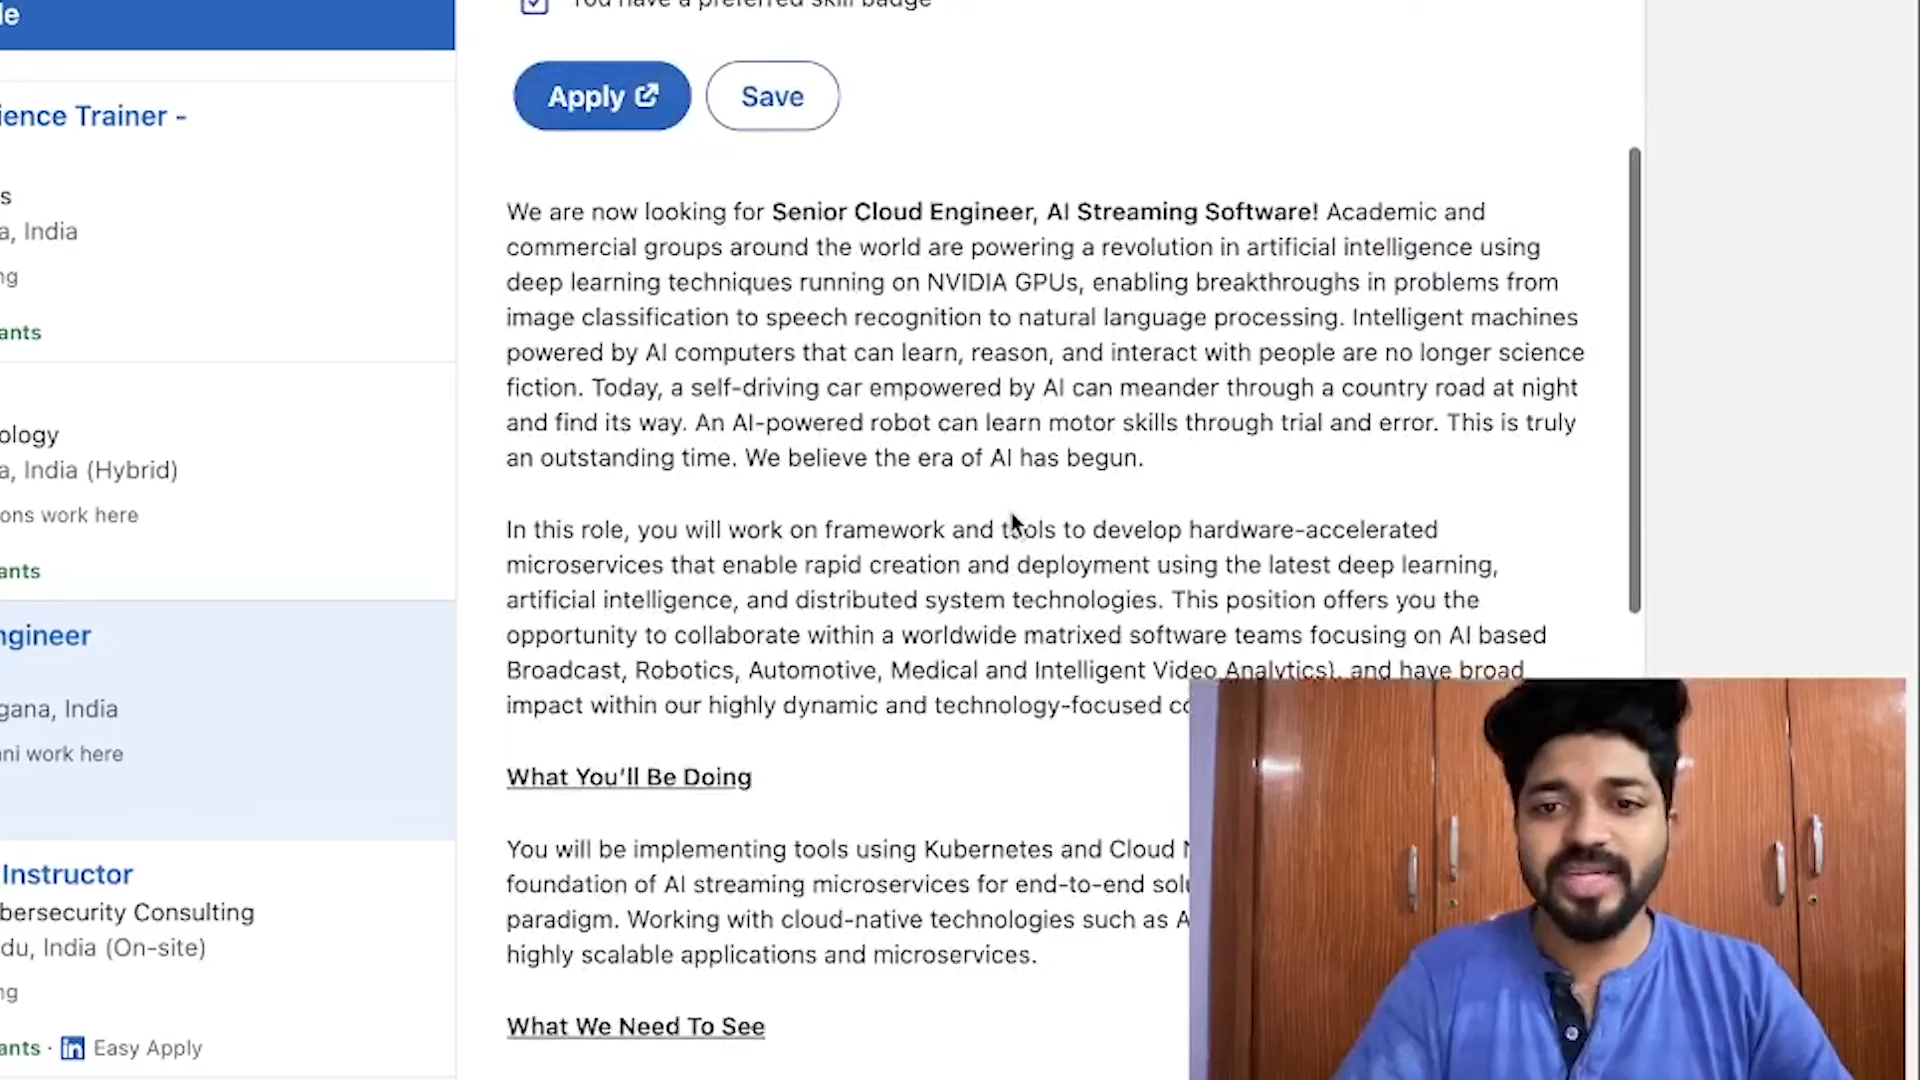 le
ience Trainer -
s
a, India
ng
ants
ology
a, India (Hybrid)
ons work here
ants
ngineer
gana, India
ani work here
Instructor
bersecurity Consulting
du, India (On-site)
ng
ants · in Easy Apply
You have a preferred skill badge
Apply
Save
We are now looking for Senior Cloud Engineer, AI Streaming Software! Academic and
commercial groups around the world are powering a revolution in artificial intelligence using
deep learning techniques running on NVIDIA GPUs, enabling breakthroughs in problems from
image classification to speech recognition to natural language processing. Intelligent machines
powered by AI computers that can learn, reason, and interact with people are no longer science
fiction. Today, a self-driving car empowered by AI can meander through a country road at night
and find its way. An AI-powered robot can learn motor skills through trial and error. This is truly
an outstanding time. We believe the era of AI has begun.
In this role, you will work on framework and tools to develop hardware-accelerated
microservices that enable rapid creation and deployment using the latest deep learning,
artificial intelligence, and distributed system technologies. This position offers you the
opportunity to collaborate within a worldwide matrixed software teams focusing on AI based
Broadcast, Robotics, Automotive, Medical and Intelligent Video Analytics), and have broad
impact within our highly dynamic and technology-focused co
What You'll Be Doing
You will be implementing tools using Kubernetes and Cloud N
foundation of AI streaming microservices for end-to-end solu
paradigm. Working with cloud-native technologies such as A
highly scalable applications and microservices.
What We Need To See